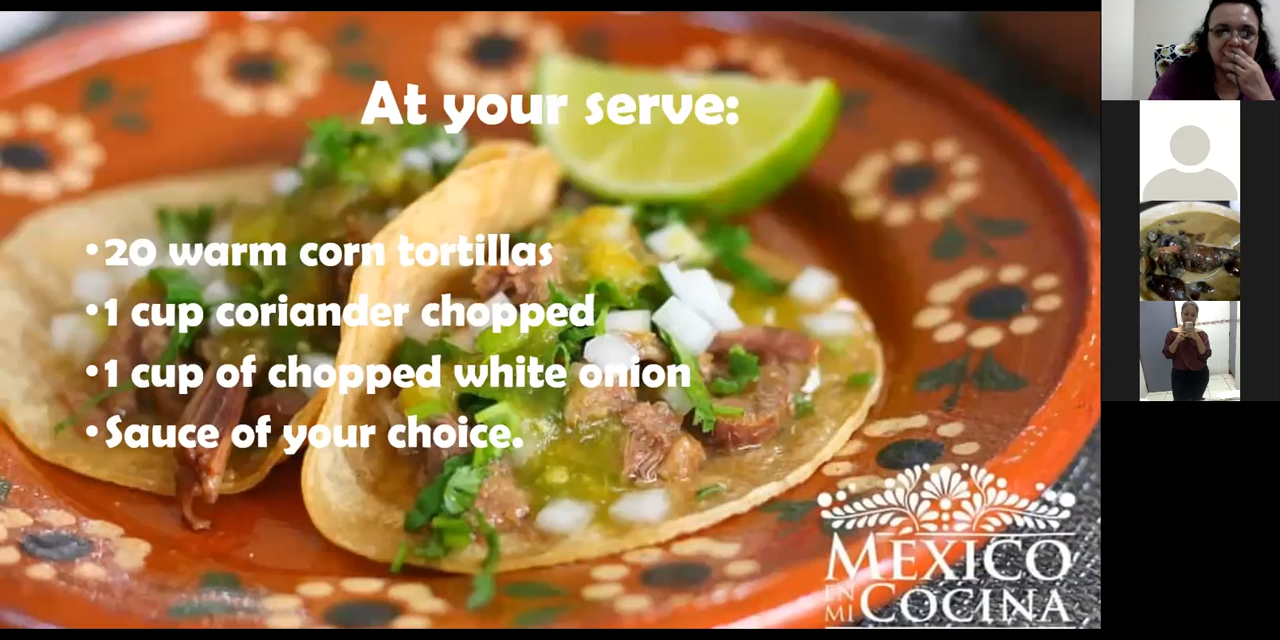 At your serve:
•20 warm corn tortillas
•1 cup coriander chopped
•1 cup of chopped white onion
•Sauce of your choice.
MEXICO
EN MI COCINA